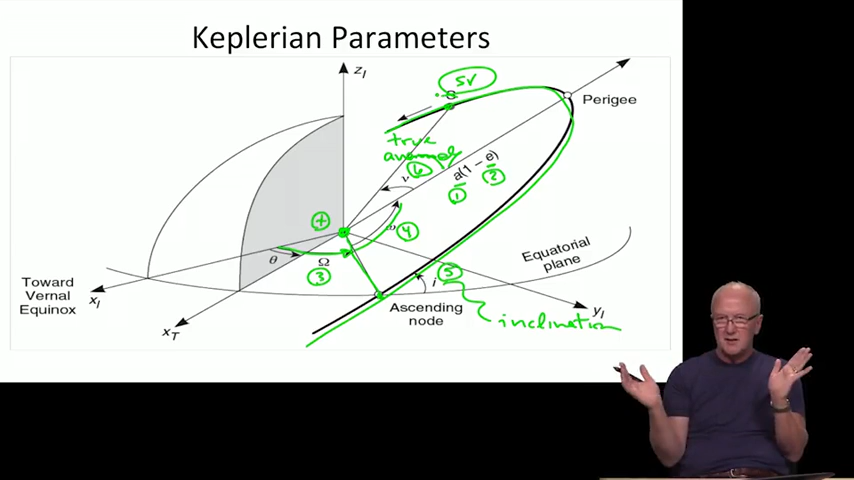 Keplerian Parameters
z_I
SV
Perigee
true
anomaly
ν
6
a(1 – e)
1
2
+
ω
4
θ
Ω
3
i
5
Equatorial
plane
Toward
Vernal
Equinox
x_I
x_T
Ascending
node
y_I
inclination